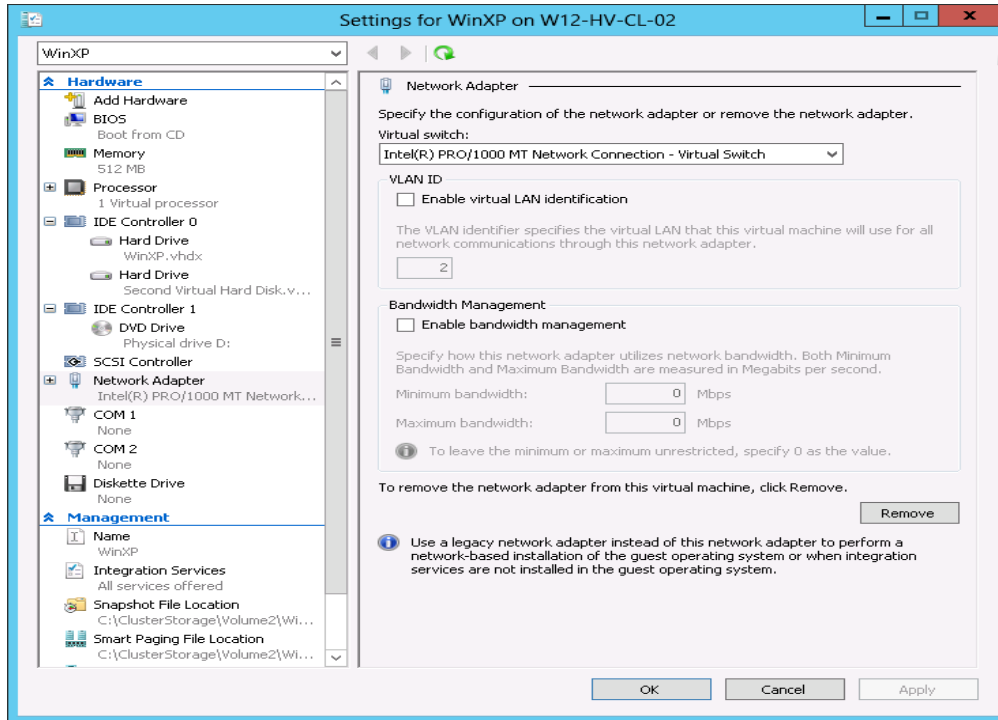 Settings for WinXP on W12-HV-CL-02
WinXP
Hardware
Add Hardware
BIOS
Boot from CD
Memory
512 MB
Processor
1 Virtual processor
IDE Controller 0
Hard Drive
WinXP.vhdx
Hard Drive
Second Virtual Hard Disk.v...
IDE Controller 1
DVD Drive
Physical drive D:
SCSI Controller
Network Adapter
Intel(R) PRO/1000 MT Network...
COM 1
None
COM 2
None
Diskette Drive
None
Management
Name
WinXP
Integration Services
All services offered
Snapshot File Location
C:\ClusterStorage\Volume2\Wi...
Smart Paging File Location
C:\ClusterStorage\Volume2\Wi...
Network Adapter
Specify the configuration of the network adapter or remove the network adapter.
Virtual switch:
Intel(R) PRO/1000 MT Network Connection - Virtual Switch
VLAN ID
Enable virtual LAN identification
The VLAN identifier specifies the virtual LAN that this virtual machine will use for all
network communications through this network adapter.
2
Bandwidth Management
Enable bandwidth management
Specify how this network adapter utilizes network bandwidth. Both Minimum
Bandwidth and Maximum Bandwidth are measured in Megabits per second.
Minimum bandwidth: 0 Mbps
Maximum bandwidth: 0 Mbps
To leave the minimum or maximum unrestricted, specify 0 as the value.
To remove the network adapter from this virtual machine, click Remove.
Remove
Use a legacy network adapter instead of this network adapter to perform a
network-based installation of the guest operating system or when integration
services are not installed in the guest operating system.
OK Cancel Apply